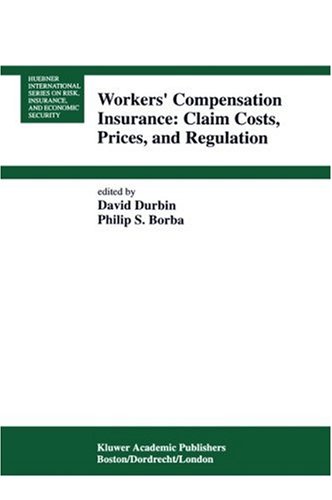 HUEBNER
INTERNATIONAL
SERIES ON RISK,
INSURANCE,
AND ECONOMIC
SECURITY
Workers' Compensation
Insurance: Claim Costs,
Prices, and Regulation
edited by
David Durbin
Philip S. Borba
Kluwer Academic Publishers
Boston/Dordrecht/London